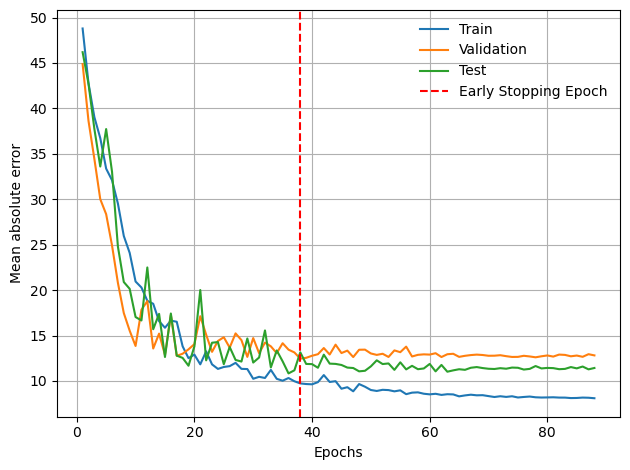 50
45
40
35
30
25
20
15
10
Mean absolute error
Train
Validation
Test
Early Stopping Epoch
0 20 40 60 80
Epochs